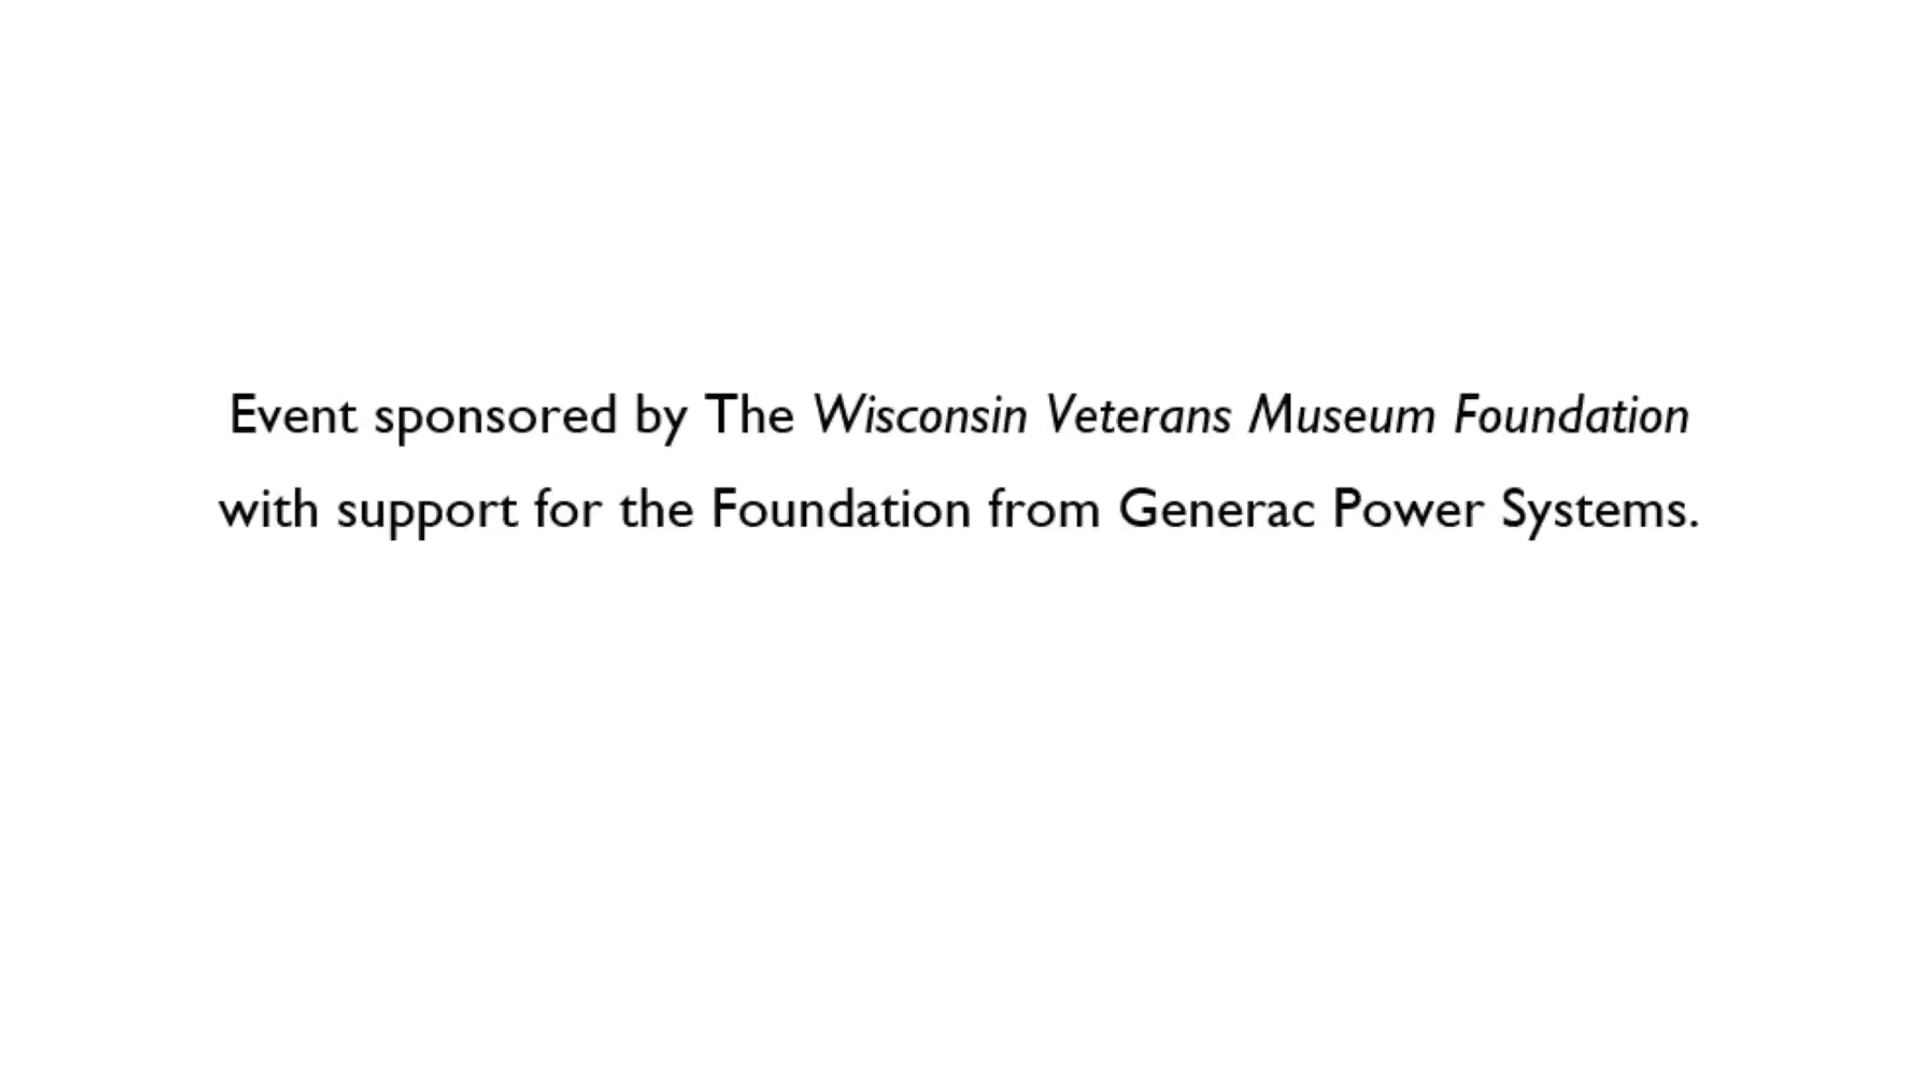 Event sponsored by The Wisconsin Veterans Museum Foundation
with support for the Foundation from Generac Power Systems.